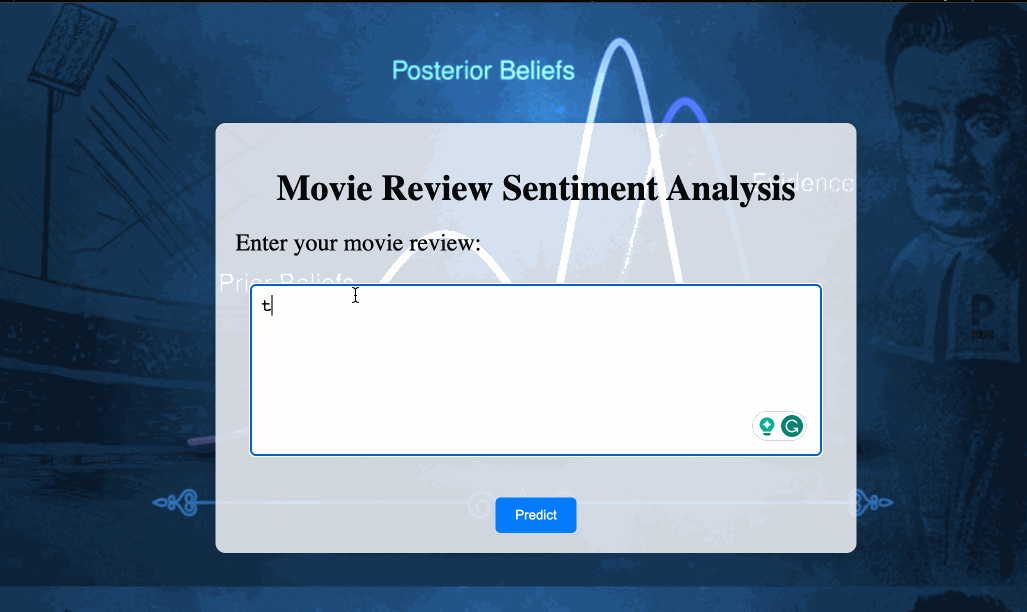 Posterior Beliefs
Movie Review Sentiment Analysis
Evidence
Enter your movie review:
Prior Beliefs
t
Predict